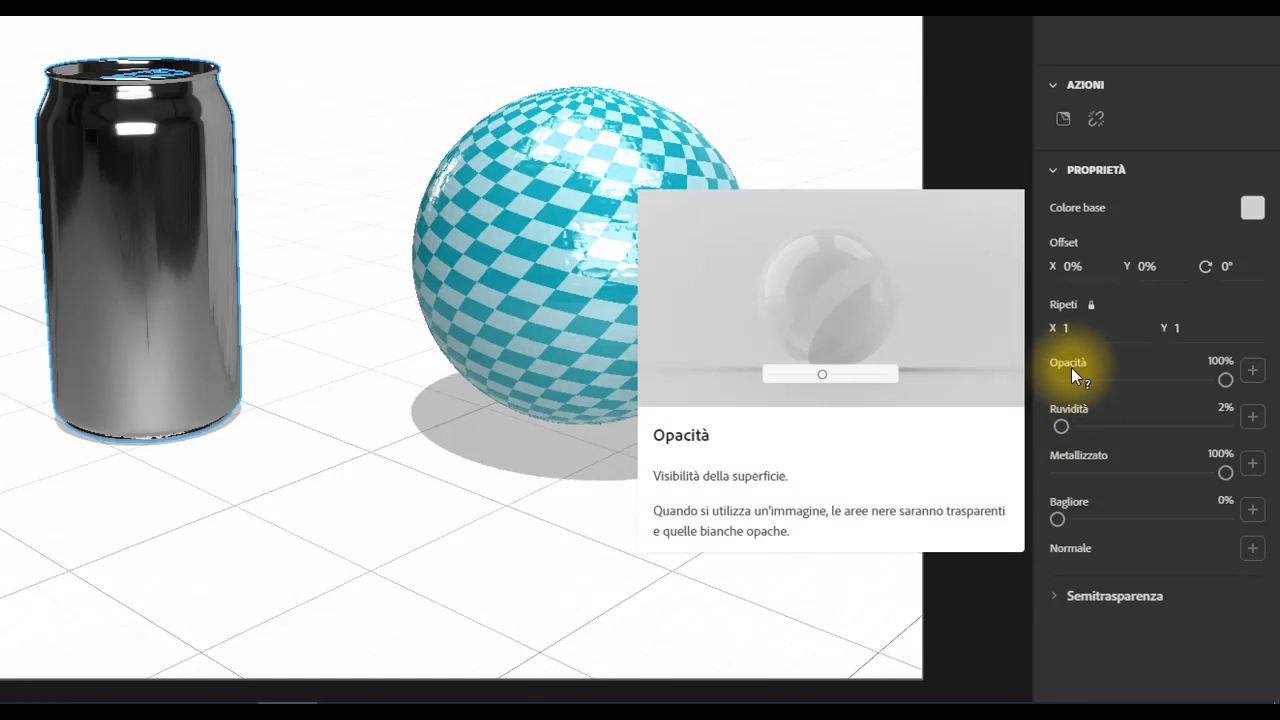 AZIONI
PROPRIETÀ
Colore base
Offset
X 0% Y 0% 0°
Ripeti
X 1 Y 1
Opacità 100%
Ruvidità 2%
Metallizzato 100%
Bagliore 0%
Normale
Semitrasparenza
Opacità
Visibilità della superficie.
Quando si utilizza un'immagine, le aree nere saranno trasparenti
e quelle bianche opache.